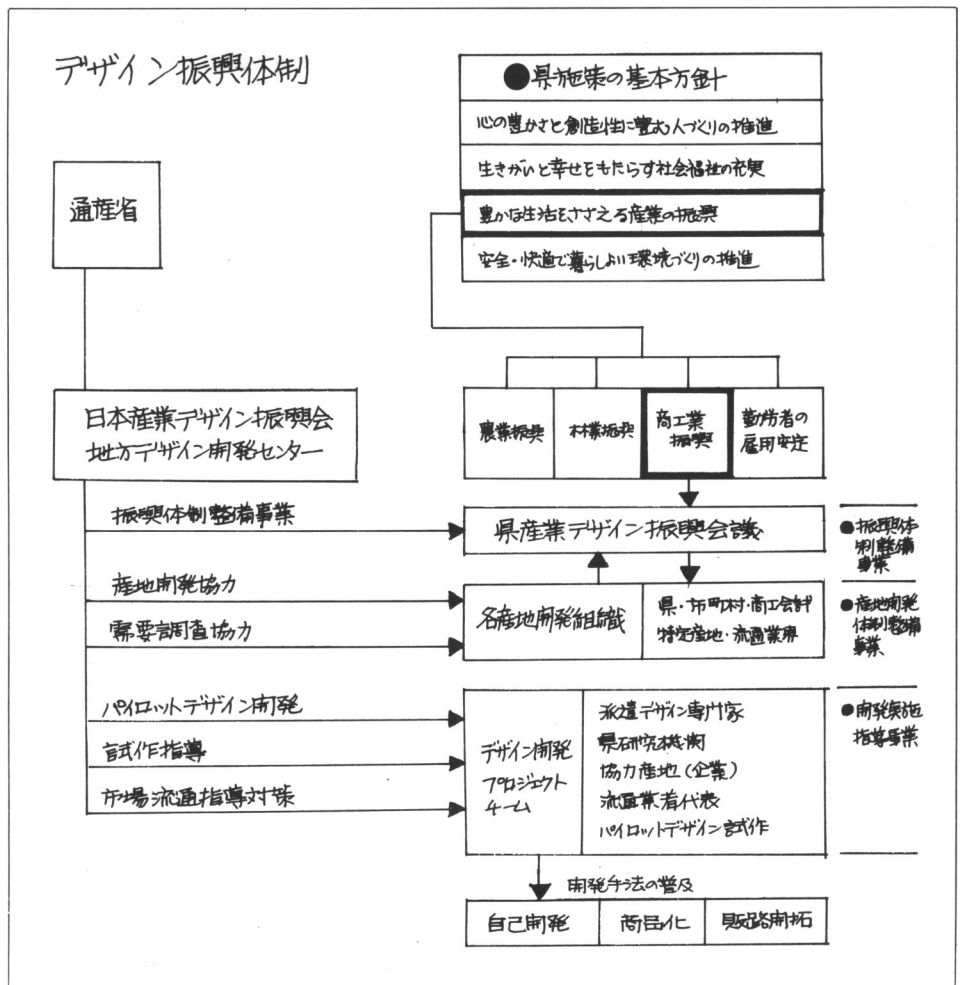 デザイン振興体制
●県施策の基本方針
心の豊かさと創造性に豊む人づくりの推進
生きがいと幸せをもたらす社会福祉の充実
豊かな生活をささえる産業の振興
安全・快適で暮らしよい環境づくりの推進
通産省
日本産業デザイン振興会
地方デザイン開発センター
農業振興
林業振興
商工業
振興
勤労者の
雇用安定
振興体制整備事業
県産業デザイン振興会議
●振興体
制整備
事業
産地開発協力
需要調査協力
各産地開発組織
県・市町村・商工会議
特定産地・流通業界
●産地開発
体制整備
事業
パイロットデザイン開発
試作指導
市場流通指導対策
デザイン開発
プロジェクト
チーム
派遣デザイン専門家
県研究機関
協力産地(企業)
流通業者代表
パイロットデザイン試作
●開発実施
指導事業
開発手法の普及
自己開発
商品化
販路開拓